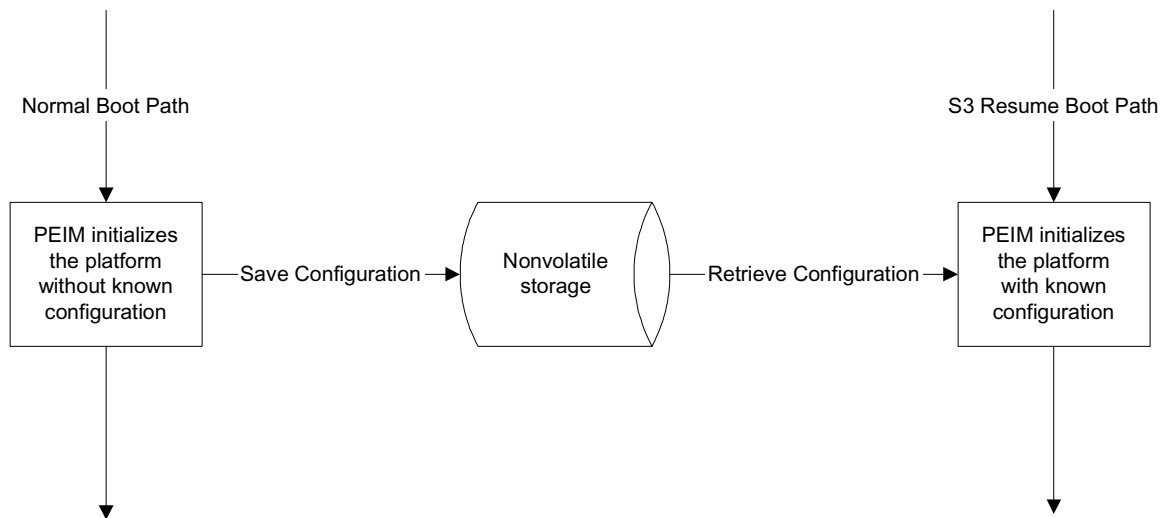 Normal Boot Path
S3 Resume Boot Path
PEIM initializes
the platform
without known
configuration
Save Configuration
Nonvolatile
storage
Retrieve Configuration
PEIM initializes
the platform
with known
configuration